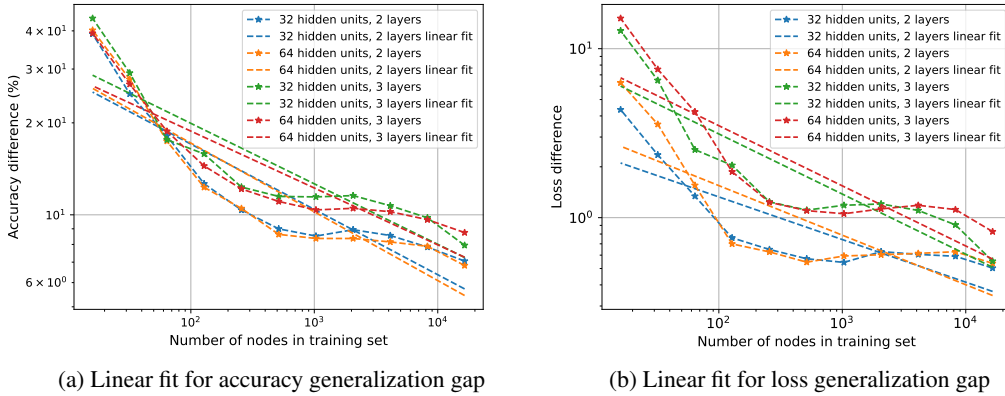 4 × 10¹
3 × 10¹
2 × 10¹
10¹
6 × 10⁰
Accuracy difference (%)
32 hidden units, 2 layers
32 hidden units, 2 layers linear fit
64 hidden units, 2 layers
64 hidden units, 2 layers linear fit
32 hidden units, 3 layers
32 hidden units, 3 layers linear fit
64 hidden units, 3 layers
64 hidden units, 3 layers linear fit
10² 10³ 10⁴
Number of nodes in training set
(a) Linear fit for accuracy generalization gap
10¹
10⁰
Loss difference
32 hidden units, 2 layers
32 hidden units, 2 layers linear fit
64 hidden units, 2 layers
64 hidden units, 2 layers linear fit
32 hidden units, 3 layers
32 hidden units, 3 layers linear fit
64 hidden units, 3 layers
64 hidden units, 3 layers linear fit
10² 10³ 10⁴
Number of nodes in training set
(b) Linear fit for loss generalization gap